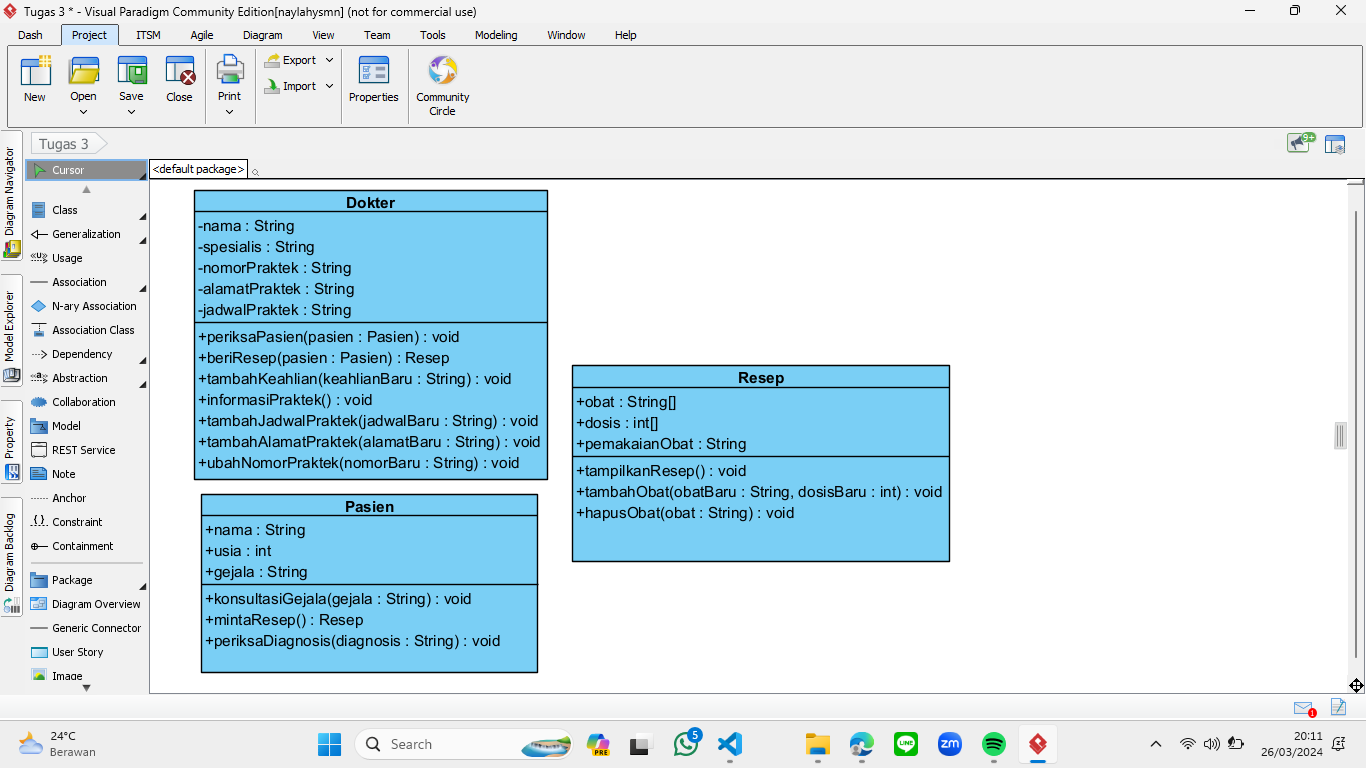 Tugas 3 * - Visual Paradigm Community Edition[naylahysmn] (not for commercial use)
Dash Project ITSM Agile Diagram View Team Tools Modeling Window Help
New Open Save Close Print Export Import Properties Community Circle
Tugas 3
9+
Diagram Navigator
Model Explorer
Property
Diagram Backlog
Cursor
Class
Generalization
«U» Usage
Association
N-ary Association
Association Class
Dependency
«a» Abstraction
Collaboration
Model
REST Service
Note
Anchor
Constraint
Containment
Package
Diagram Overview
Generic Connector
User Story
Image
<default package>
Dokter
-nama : String
-spesialis : String
-nomorPraktek : String
-alamatPraktek : String
-jadwalPraktek : String
+periksaPasien(pasien : Pasien) : void
+beriResep(pasien : Pasien) : Resep
+tambahKeahlian(keahlianBaru : String) : void
+informasiPraktek() : void
+tambahJadwalPraktek(jadwalBaru : String) : void
+tambahAlamatPraktek(alamatBaru : String) : void
+ubahNomorPraktek(nomorBaru : String) : void
Pasien
+nama : String
+usia : int
+gejala : String
+konsultasiGejala(gejala : String) : void
+mintaResep() : Resep
+periksaDiagnosis(diagnosis : String) : void
Resep
+obat : String[]
+dosis : int[]
+pemakaianObat : String
+tampilkanResep() : void
+tambahObat(obatBaru : String, dosisBaru : int) : void
+hapusObat(obat : String) : void
1
24°C
Berawan
Search
PRE
5
LINE
zm
20:11
26/03/2024